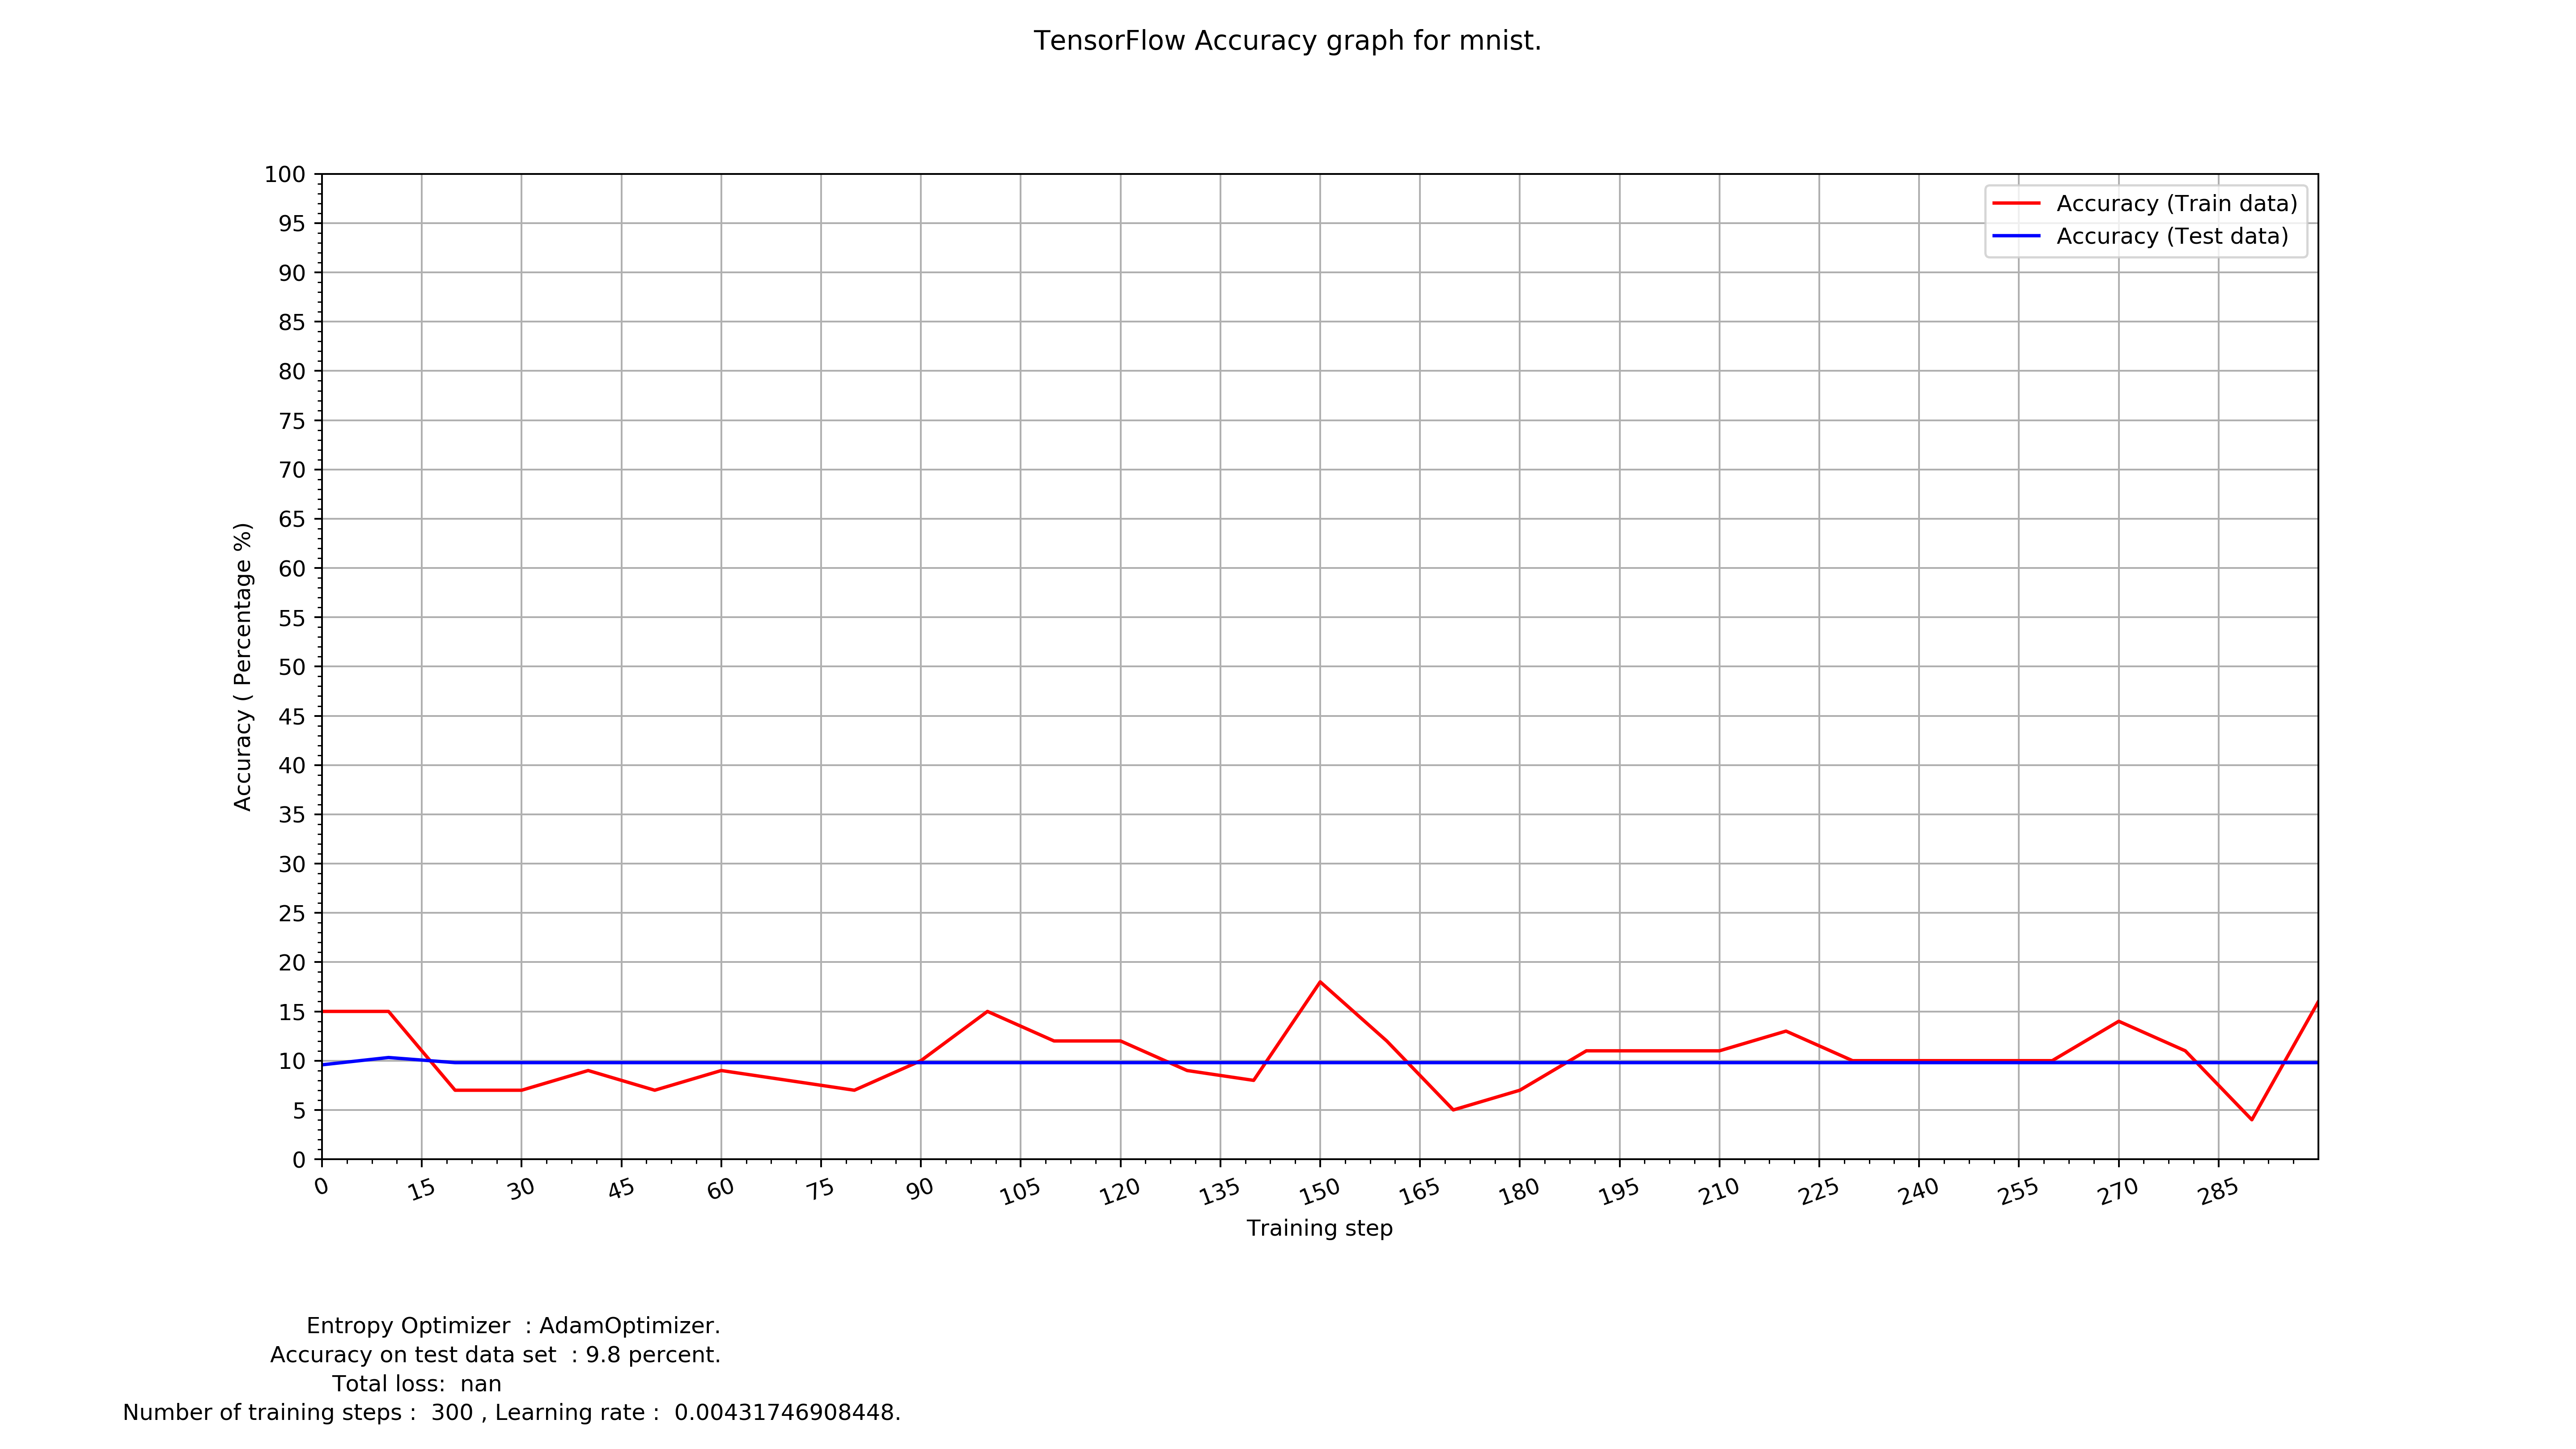 TensorFlow Accuracy graph for mnist.
100
95
90
85
80
75
70
65
60
55
50
45
40
35
30
25
20
15
10
5
0
Accuracy ( Percentage %)
Accuracy (Train data)
Accuracy (Test data)
0 15 30 45 60 75 90 105 120 135 150 165 180 195 210 225 240 255 270 285
Training step
Entropy Optimizer  : AdamOptimizer.
Accuracy on test data set  : 9.8 percent.
Total loss:  nan
Number of training steps :  300 , Learning rate :  0.00431746908448.